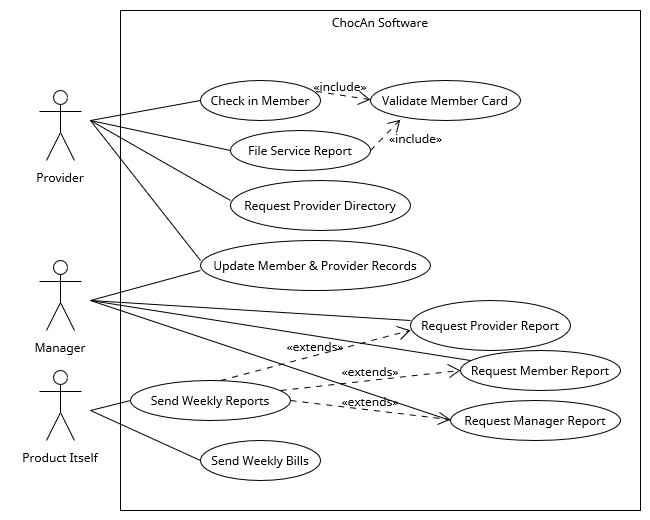 ChocAn Software
«include»
Check in Member
Validate Member Card
«include»
File Service Report
Provider
Request Provider Directory
Update Member & Provider Records
Request Provider Report
Manager
«extends»
Request Member Report
«extends»
Send Weekly Reports
«extends»
Request Manager Report
Product Itself
Send Weekly Bills